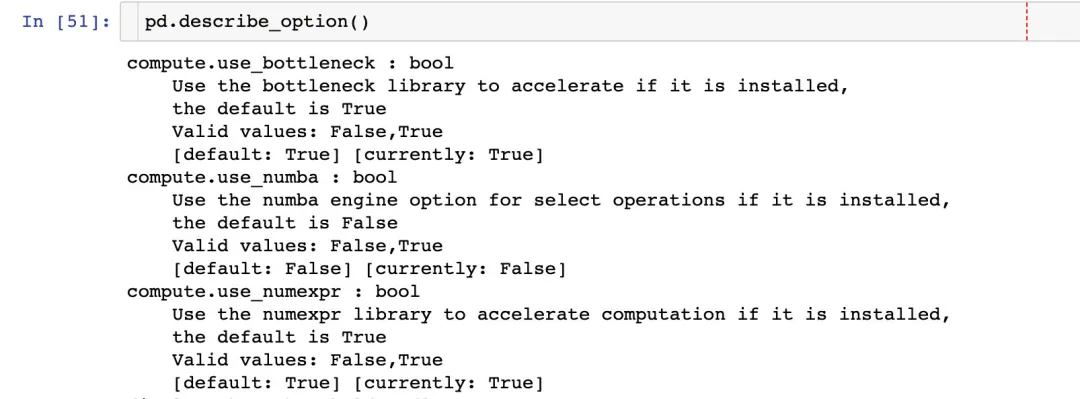 In [51]: pd.describe_option()
compute.use_bottleneck : bool
    Use the bottleneck library to accelerate if it is installed,
    the default is True
    Valid values: False,True
    [default: True] [currently: True]
compute.use_numba : bool
    Use the numba engine option for select operations if it is installed,
    the default is False
    Valid values: False,True
    [default: False] [currently: False]
compute.use_numexpr : bool
    Use the numexpr library to accelerate computation if it is installed,
    the default is True
    Valid values: False,True
    [default: True] [currently: True]